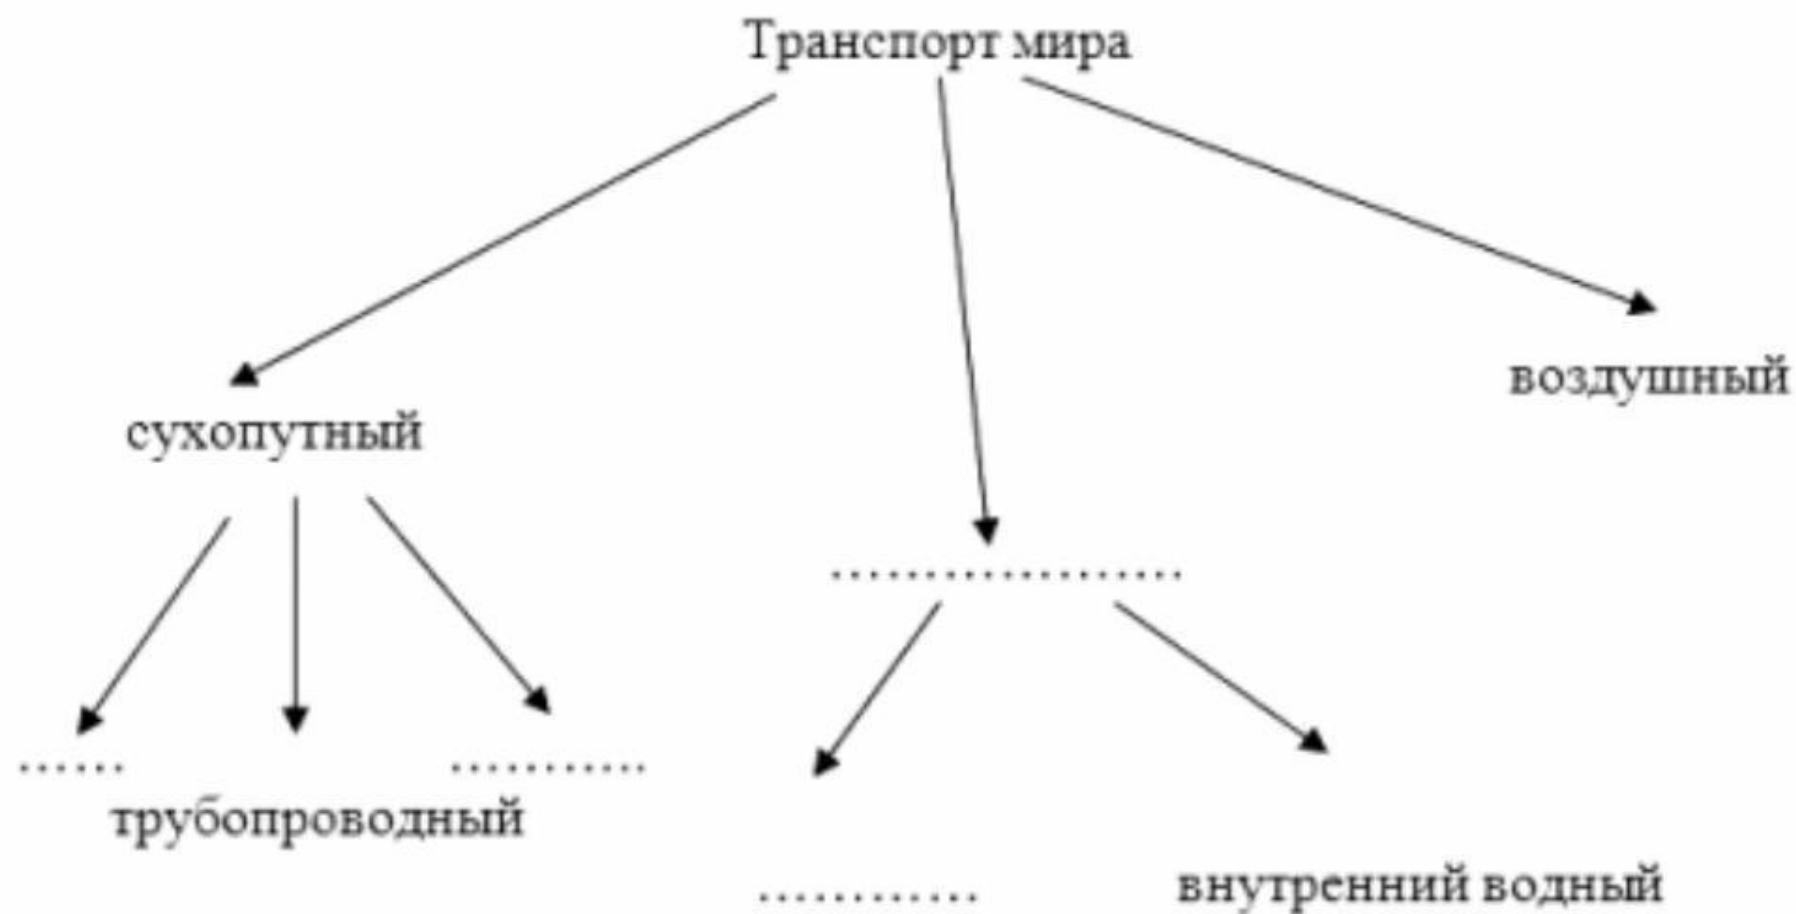 Транспорт мира
воздушный
сухопутный
..................
...... ...........
трубопроводный
............ внутренний водный